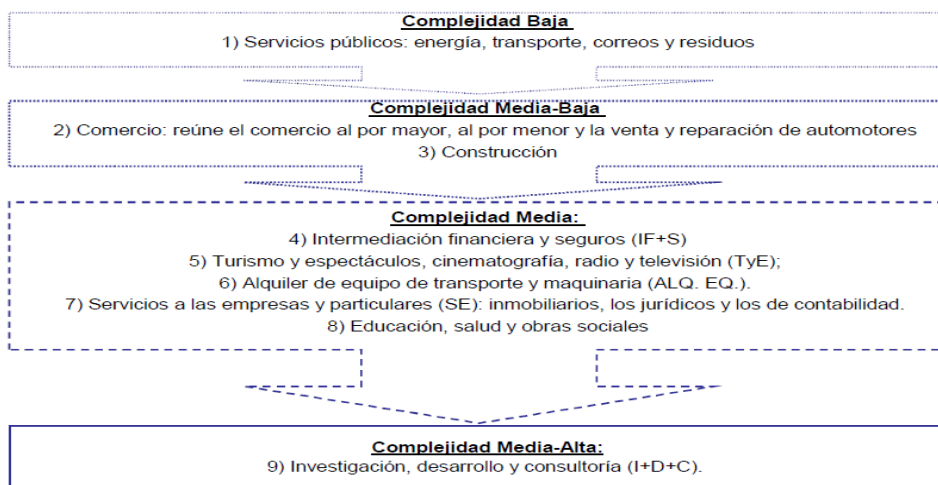 Complejidad Baja
1) Servicios públicos: energía, transporte, correos y residuos
Complejidad Media-Baja
2) Comercio: reúne el comercio al por mayor, al por menor y la venta y reparación de automotores
3) Construcción
Complejidad Media:
4) Intermediación financiera y seguros (IF+S)
5) Turismo y espectáculos, cinematografía, radio y televisión (TyE);
6) Alquiler de equipo de transporte y maquinaria (ALQ. EQ.).
7) Servicios a las empresas y particulares (SE): inmobiliarios, los jurídicos y los de contabilidad.
8) Educación, salud y obras sociales
Complejidad Media-Alta:
9) Investigación, desarrollo y consultoría (I+D+C).